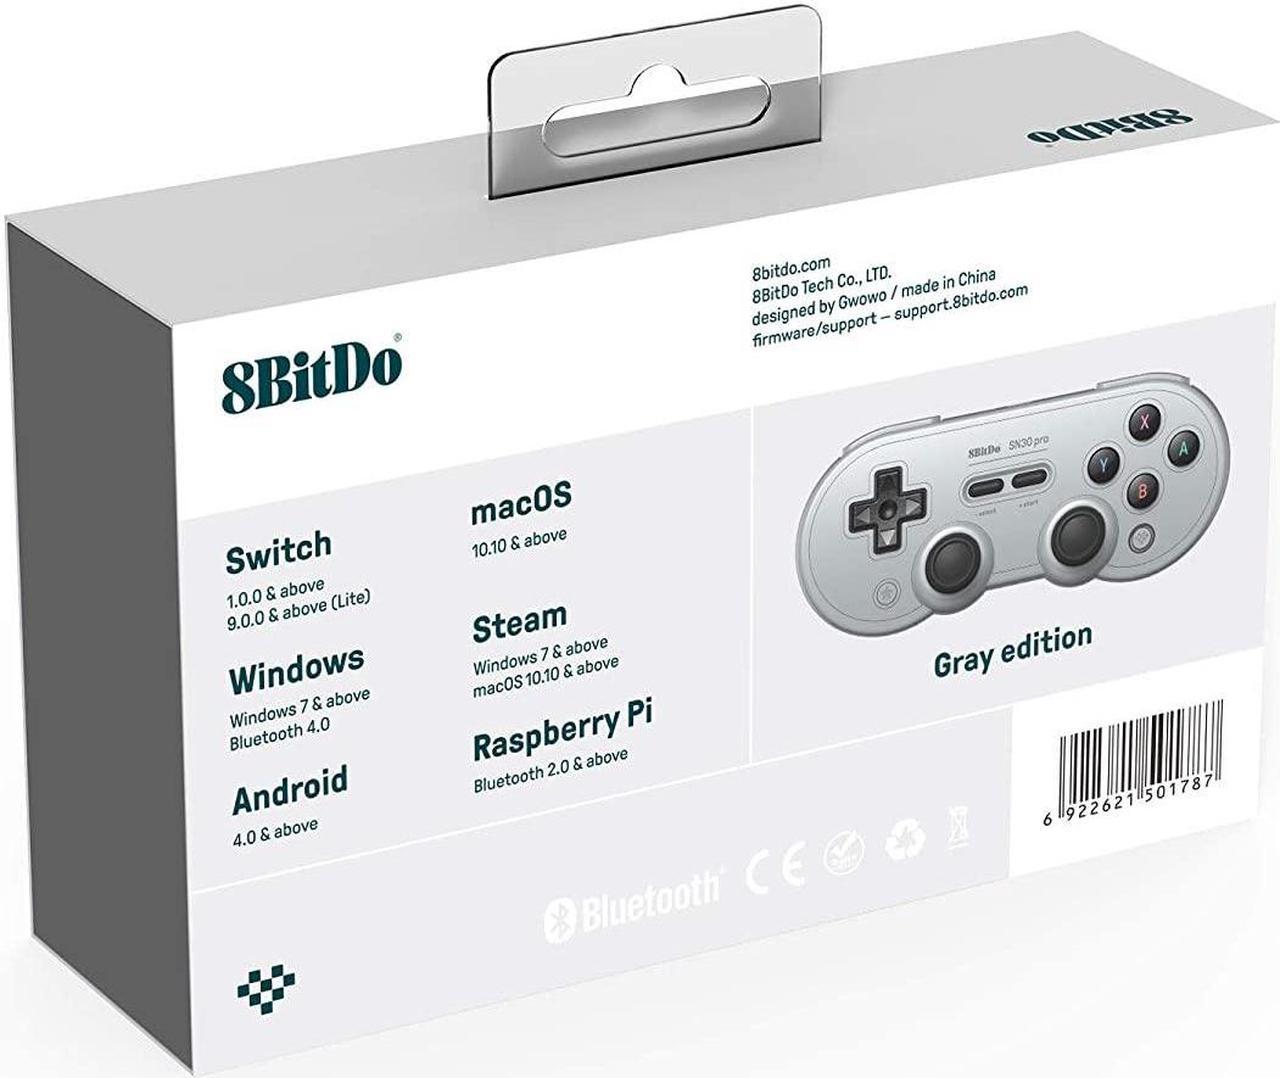 8BitDo
8bitdo.com
8BitDo Tech Co., LTD.
designed by Gwowo / made in China
firmware/support – support.8bitdo.com
8BitDo®
Switch
1.0.0 & above
9.0.0 & above (Lite)
Windows
Windows 7 & above
Bluetooth 4.0
Android
4.0 & above
macOS
10.10 & above
Steam
Windows 7 & above
macOS 10.10 & above
Raspberry Pi
Bluetooth 2.0 & above
8BitDo SN30 pro
- select
+ start
X
Y
A
B
Gray edition
Bluetooth®
CE
6 922621 501787